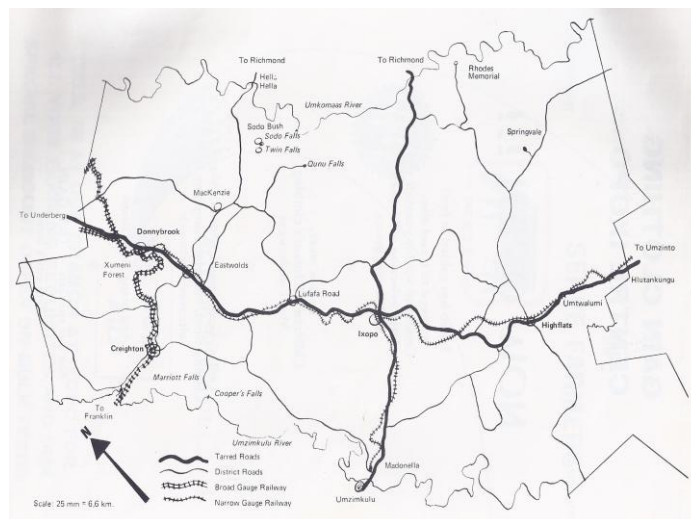 To Richmond
Hella
Hella
To Richmond
Rhodes
Memorial
Umkomaas River
Sodo Bush
Sodo Falls
Twin Falls
Springvale
Qunu Falls
MacKenzie
To Underberg
Donnybrook
To Umzinto
Xumeni
Forest
Eastwolds
Hlutankungu
Lufafa Road
Umtwalumi
Ixopo
Highflats
Creighton
Marriott Falls
Cooper's Falls
To
Franklin
N
Umzimkulu River
Tarred Roads
Madonella
District Roads
Broad Gauge Railway
Umzimkulu
Narrow Gauge Railway
Scale: 25 mm = 6,6 km.